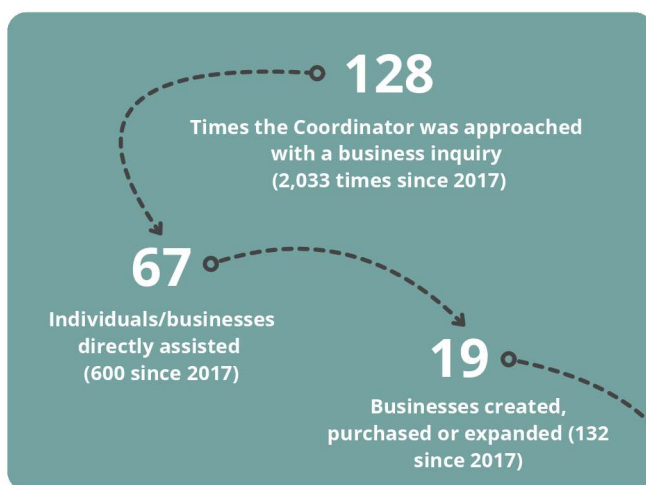 128
Times the Coordinator was approached
with a business inquiry
(2,033 times since 2017)
67
Individuals/businesses
directly assisted
(600 since 2017)
19
Businesses created,
purchased or expanded (132
since 2017)